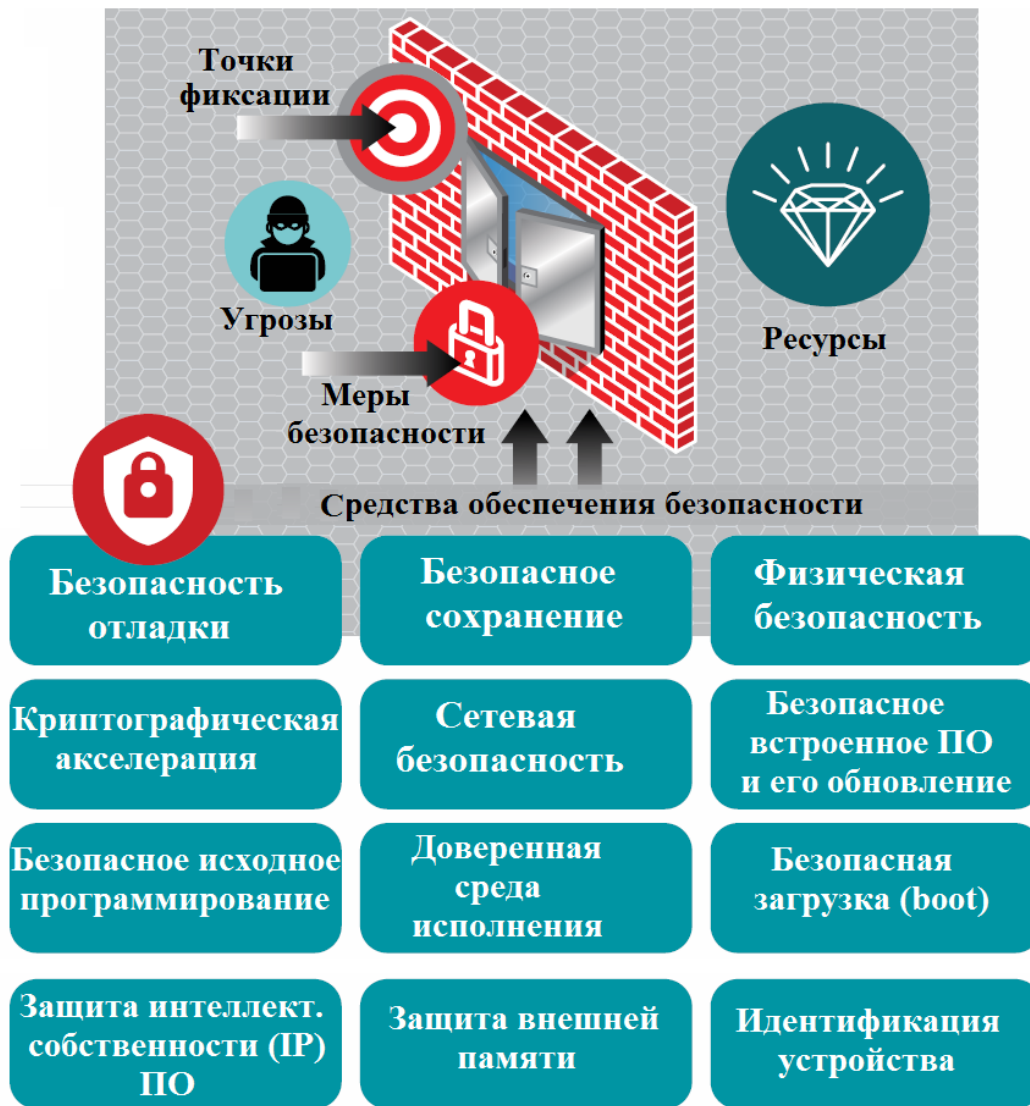 Точки
фиксации
Угрозы
Ресурсы
Меры
безопасности
Средства обеспечения безопасности
Безопасность
отладки
Безопасное
сохранение
Физическая
безопасность
Криптографическая
акселерация
Сетевая
безопасность
Безопасное
встроенное ПО
и его обновление
Безопасное исходное
программирование
Доверенная
среда
исполнения
Безопасная
загрузка (boot)
Защита интеллект.
собственности (IP)
ПО
Защита внешней
памяти
Идентификация
устройства